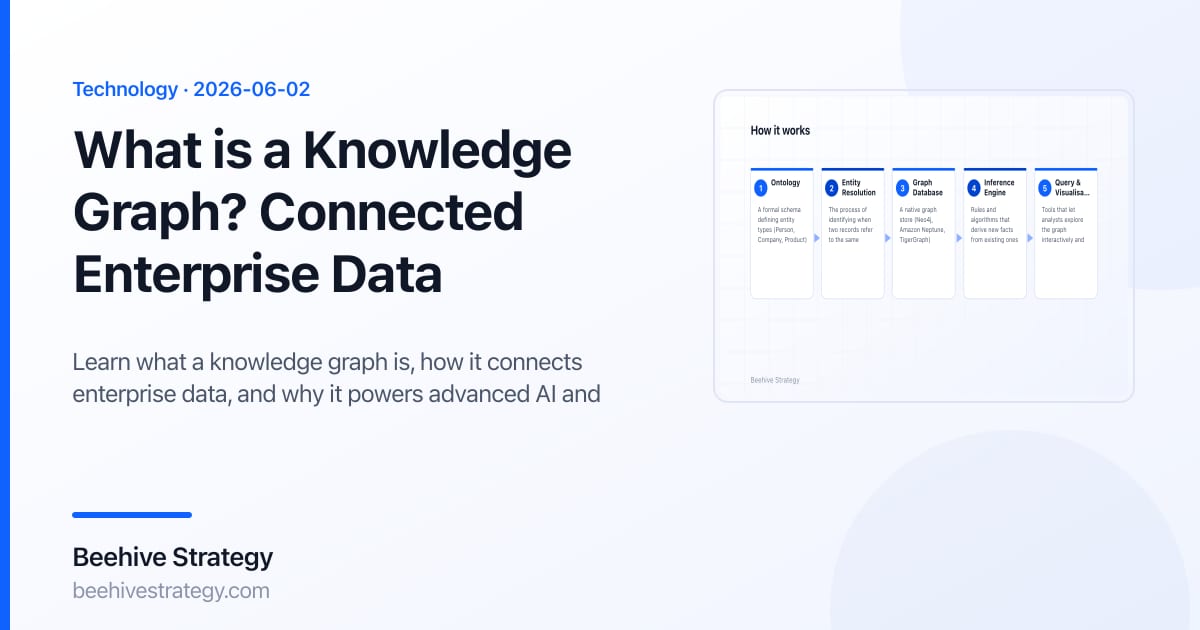 Technology · 2026-06-02
What is a Knowledge
Graph? Connected
Enterprise Data
Learn what a knowledge graph is, how it connects
enterprise data, and why it powers advanced AI and
Beehive Strategy
beehivestrategy.com
How it works
1
Ontology
A formal schema
defining entity
types (Person,
Company, Product)
2
Entity
Resolution
The process of
identifying when
two records refer
to the same
3
Graph
Database
A native graph
store (Neo4j,
Amazon Neptune,
TigerGraph)
4
Inference
Engine
Rules and
algorithms that
derive new facts
from existing ones
5
Query &
Visualisa...
Tools that let
analysts explore
the graph
interactively and
Beehive Strategy